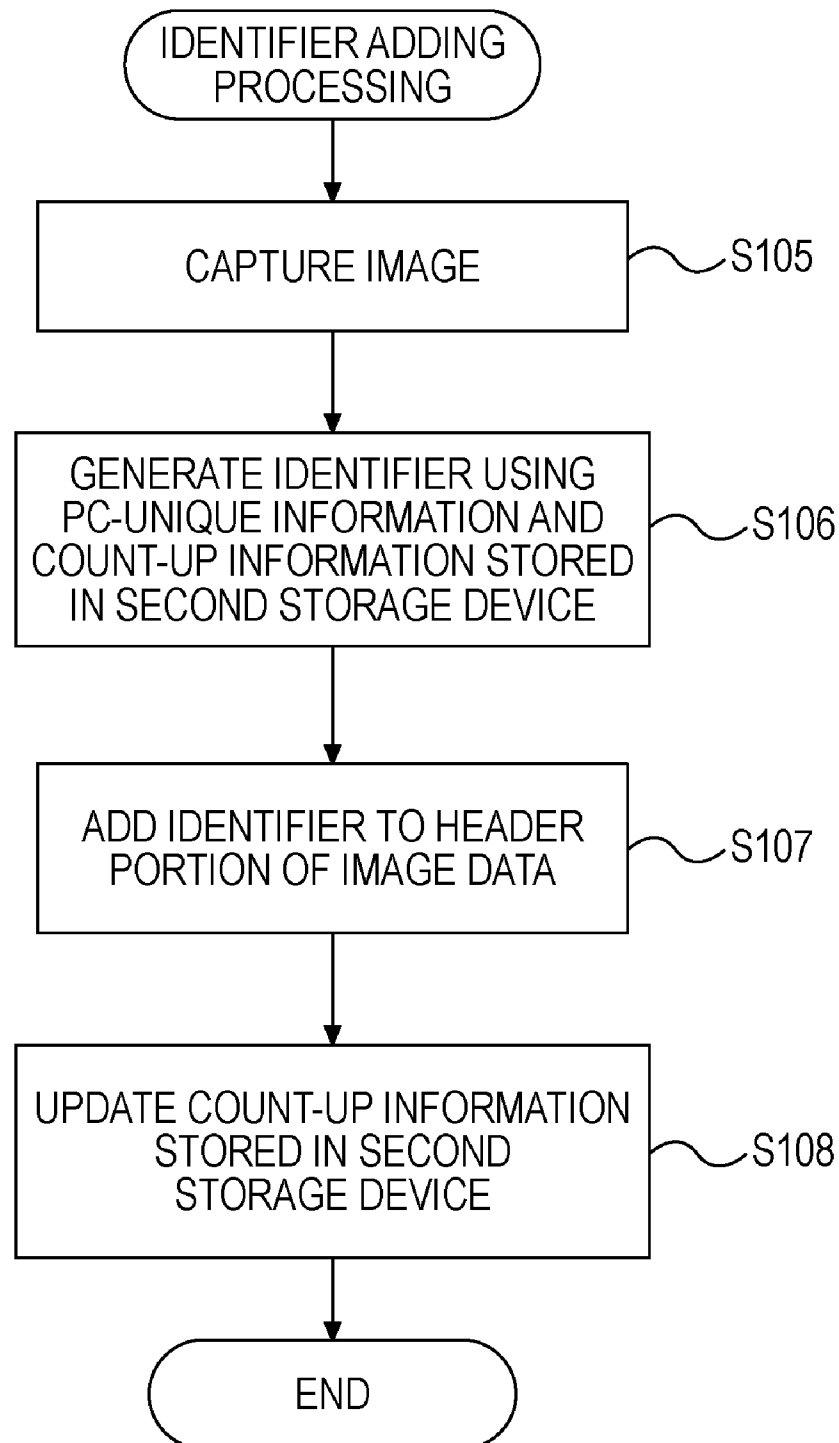 IDENTIFIER ADDING
PROCESSING
CAPTURE IMAGE
S105
GENERATE IDENTIFIER USING
PC-UNIQUE INFORMATION AND
COUNT-UP INFORMATION STORED
IN SECOND STORAGE DEVICE
S106
ADD IDENTIFIER TO HEADER
PORTION OF IMAGE DATA
S107
UPDATE COUNT-UP INFORMATION
STORED IN SECOND
STORAGE DEVICE
S108
END